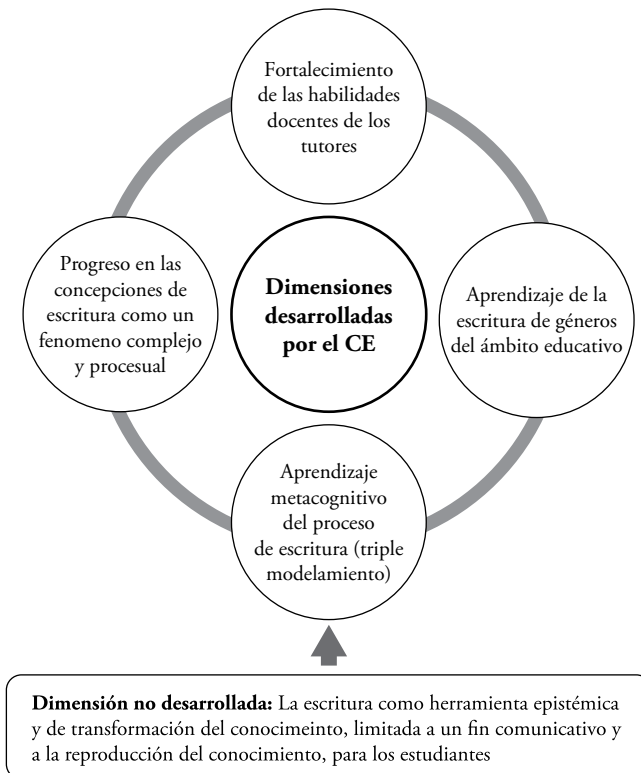 Fortalecimiento
de las habilidades
docentes de los
tutores
Progreso en las
concepciones de
escritura como un
fenomeno complejo
y procesual
Dimensiones
desarrolladas
por el CE
Aprendizaje de la
escritura de géneros
del ámbito educativo
Aprendizaje
metacognitivo
del proceso
de escritura (triple
modelamiento)
Dimensión no desarrollada: La escritura como herramienta epistémica
y de transformación del conocimeinto, limitada a un fin comunicativo y
a la reproducción del conocimiento, para los estudiantes